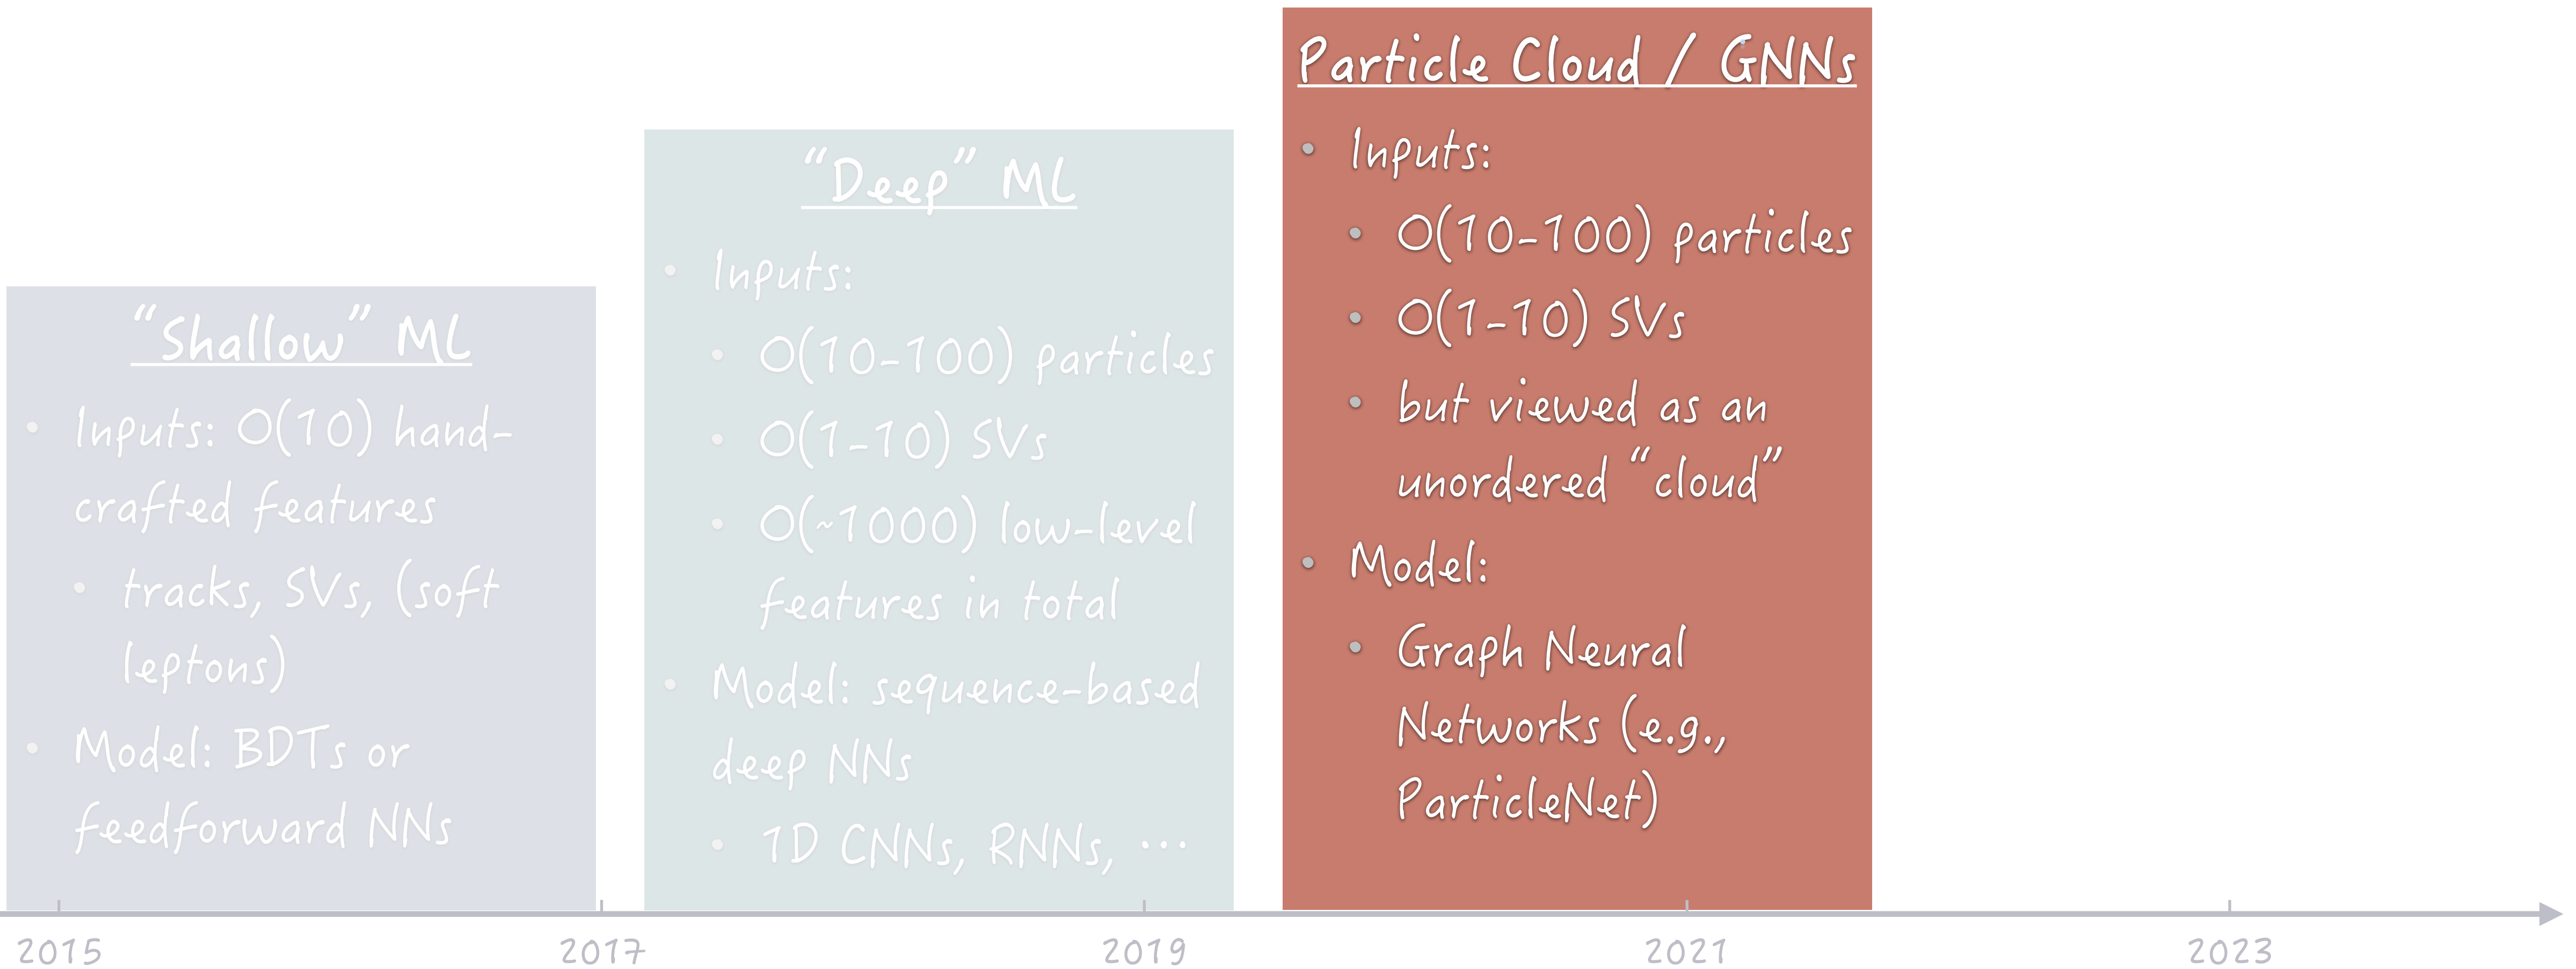 Particle Cloud / GNNs
• Inputs:
• O(10-100) particles
• O(1-10) SVs
• but viewed as an
unordered “cloud”
• Model:
• Graph Neural
Networks (e.g.,
ParticleNet)
“Deep” ML
• Inputs:
• O(10-100) particles
• O(1-10) SVs
• O(~1000) low-level
features in total
• Model: sequence-based
deep NNs
• 1D CNNs, RNNs, ...
“Shallow” ML
• Inputs: O(10) hand-
crafted features
• tracks, SVs, (soft
leptons)
• Model: BDTs or
feedforward NNs
2015 2017 2019 2021 2023